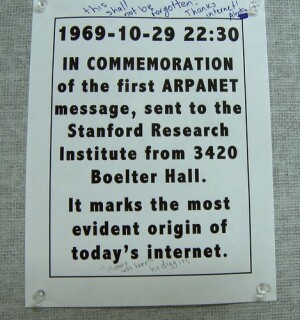 this shall not be forgotten. Thanks internet!
1969-10-29 22:30
IN COMMEMORATION
of the first ARPANET
message, sent to the
Stanford Research
Institute from 3420
Boelter Hall.
It marks the most
evident origin of
today's internet.